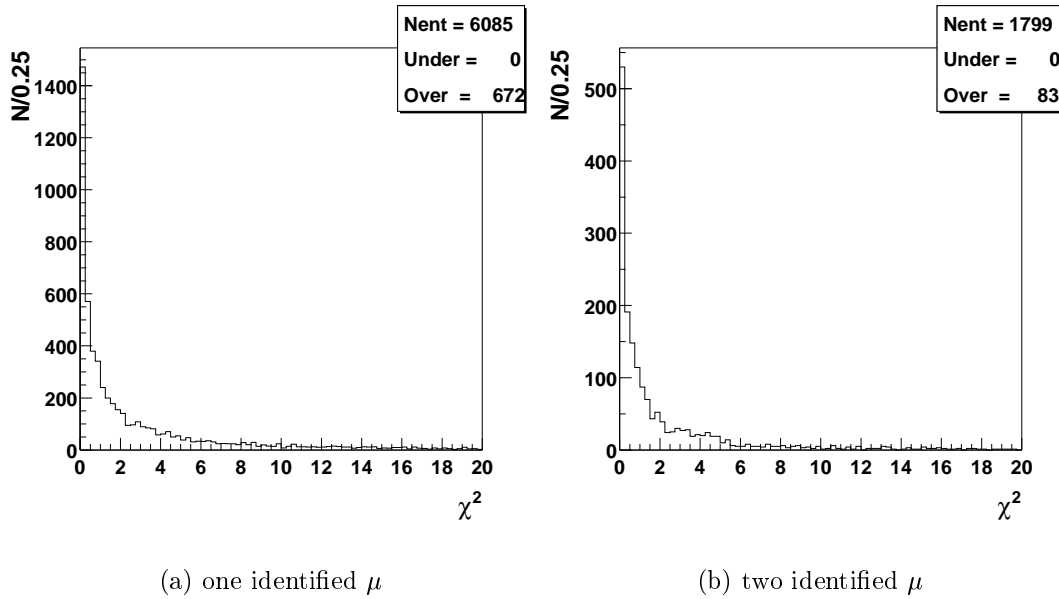 Nent = 6085
Under = 0
Over = 672
N/0.25
1400
1200
1000
800
600
400
200
0
0 2 4 6 8 10 12 14 16 18 20
χ²
(a) one identified μ
Nent = 1799
Under = 0
Over = 83
N/0.25
500
400
300
200
100
0
0 2 4 6 8 10 12 14 16 18 20
χ²
(b) two identified μ